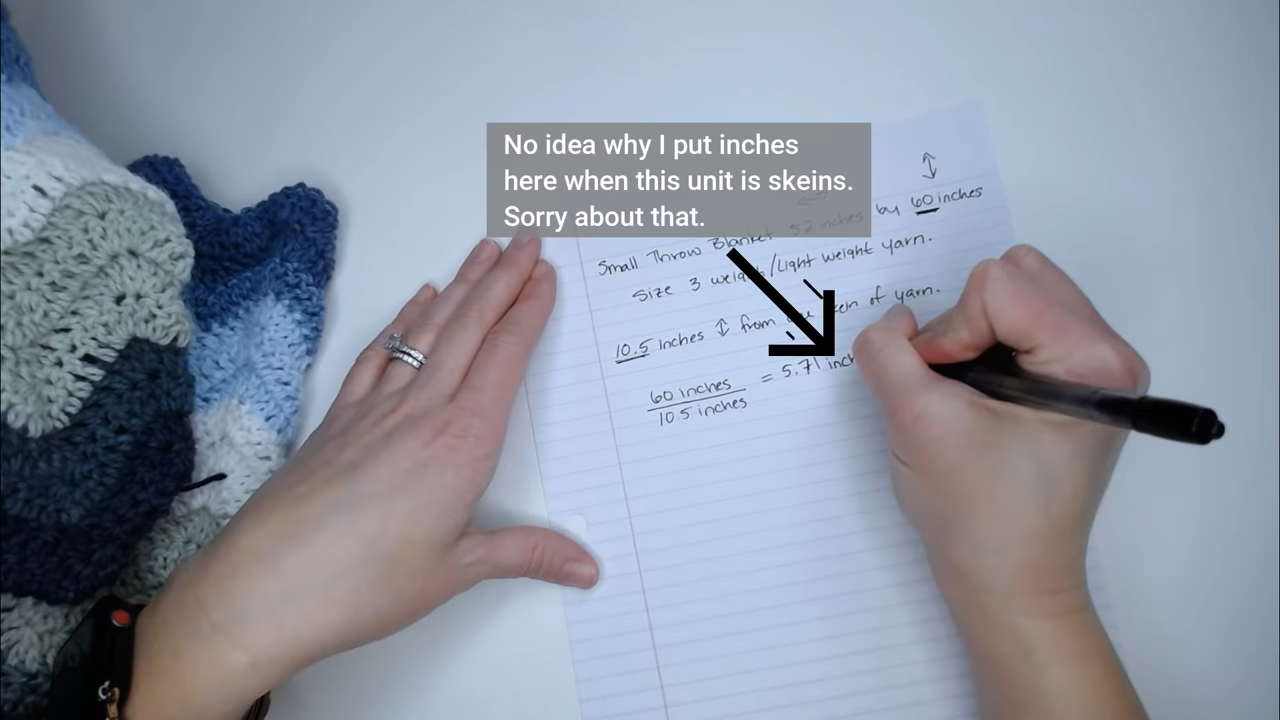 No idea why I put inches
here when this unit is skeins.
Sorry about that.
Small Throw Blanket 52 inches by 60 inches
Size 3 weight/Light weight yarn.
10.5 inches ↕ from one skein of yarn.
60 inches
10.5 inches
= 5.71 inch